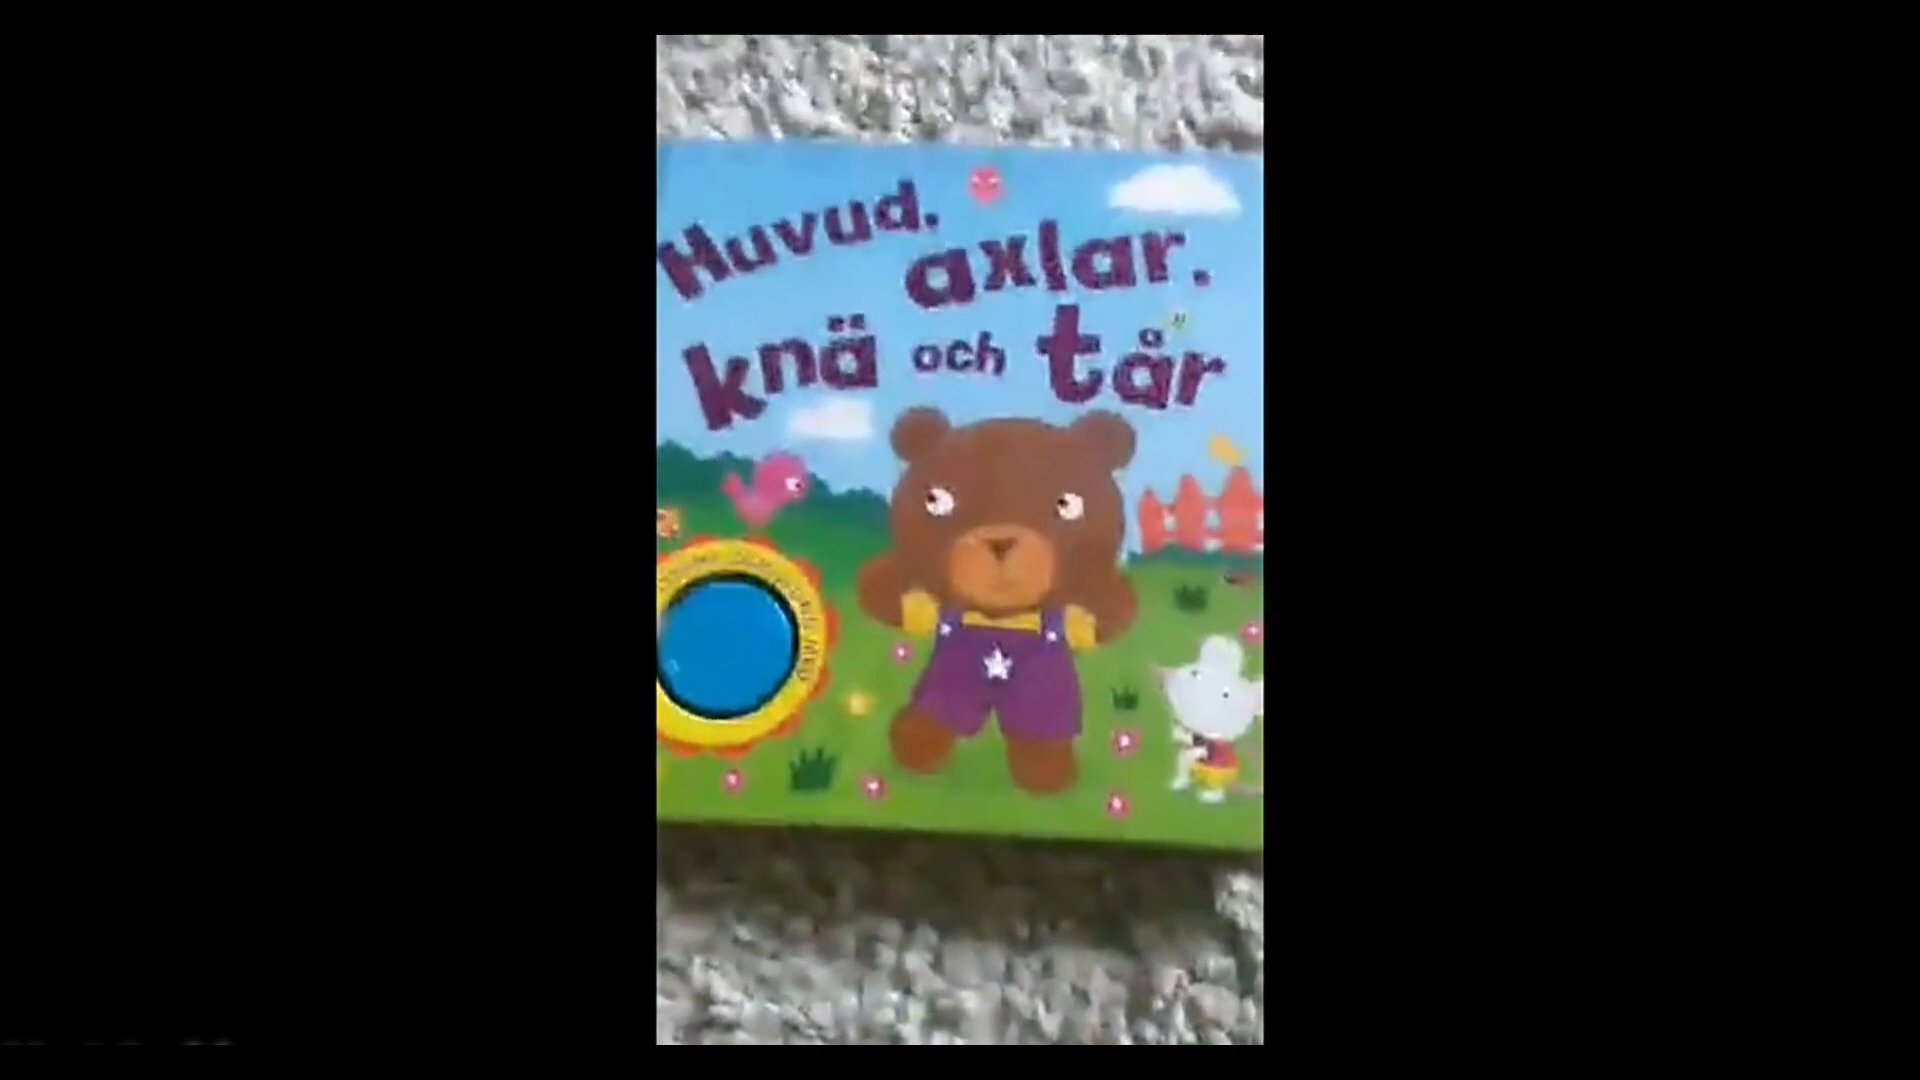 Huvud,
axlar,
knä och tår